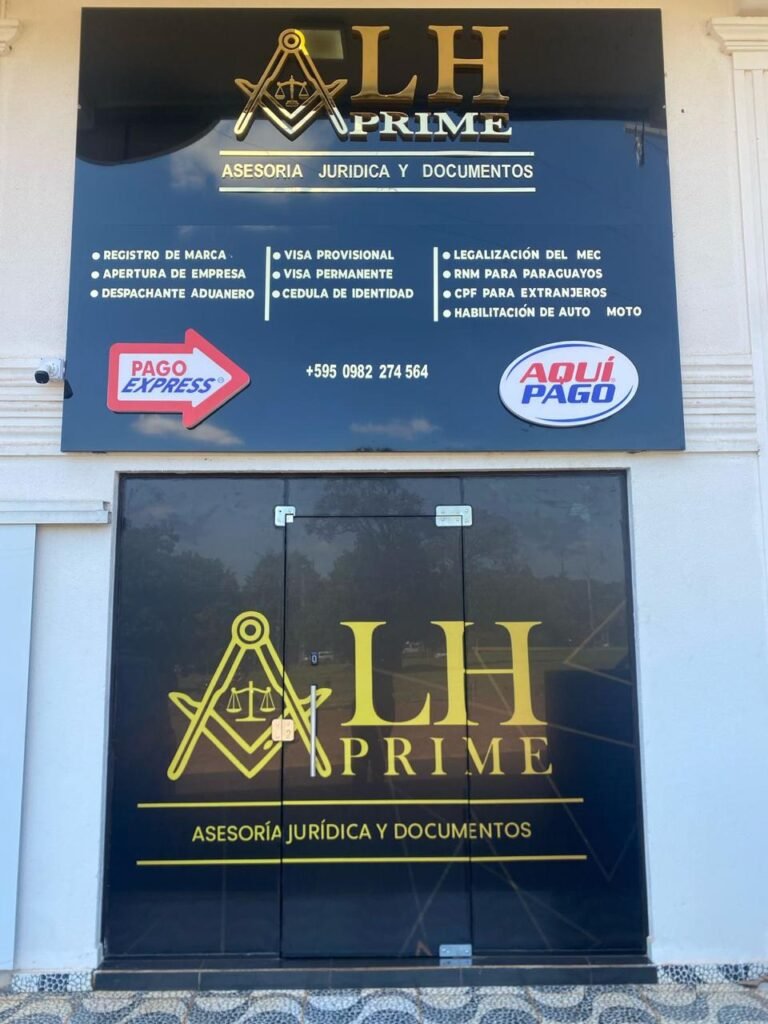 ALH
PRIME
ASESORIA JURIDICA Y DOCUMENTOS
• REGISTRO DE MARCA
• APERTURA DE EMPRESA
• DESPACHANTE ADUANERO
• VISA PROVISIONAL
• VISA PERMANENTE
• CEDULA DE IDENTIDAD
• LEGALIZACIÓN DEL MEC
• RNM PARA PARAGUAYOS
• CPF PARA EXTRANJEROS
• HABILITACIÓN DE AUTO MOTO
PAGO
EXPRESS®
+595 0982 274 564
AQUÍ
PAGO
ALH
PRIME
ASESORÍA JURÍDICA Y DOCUMENTOS